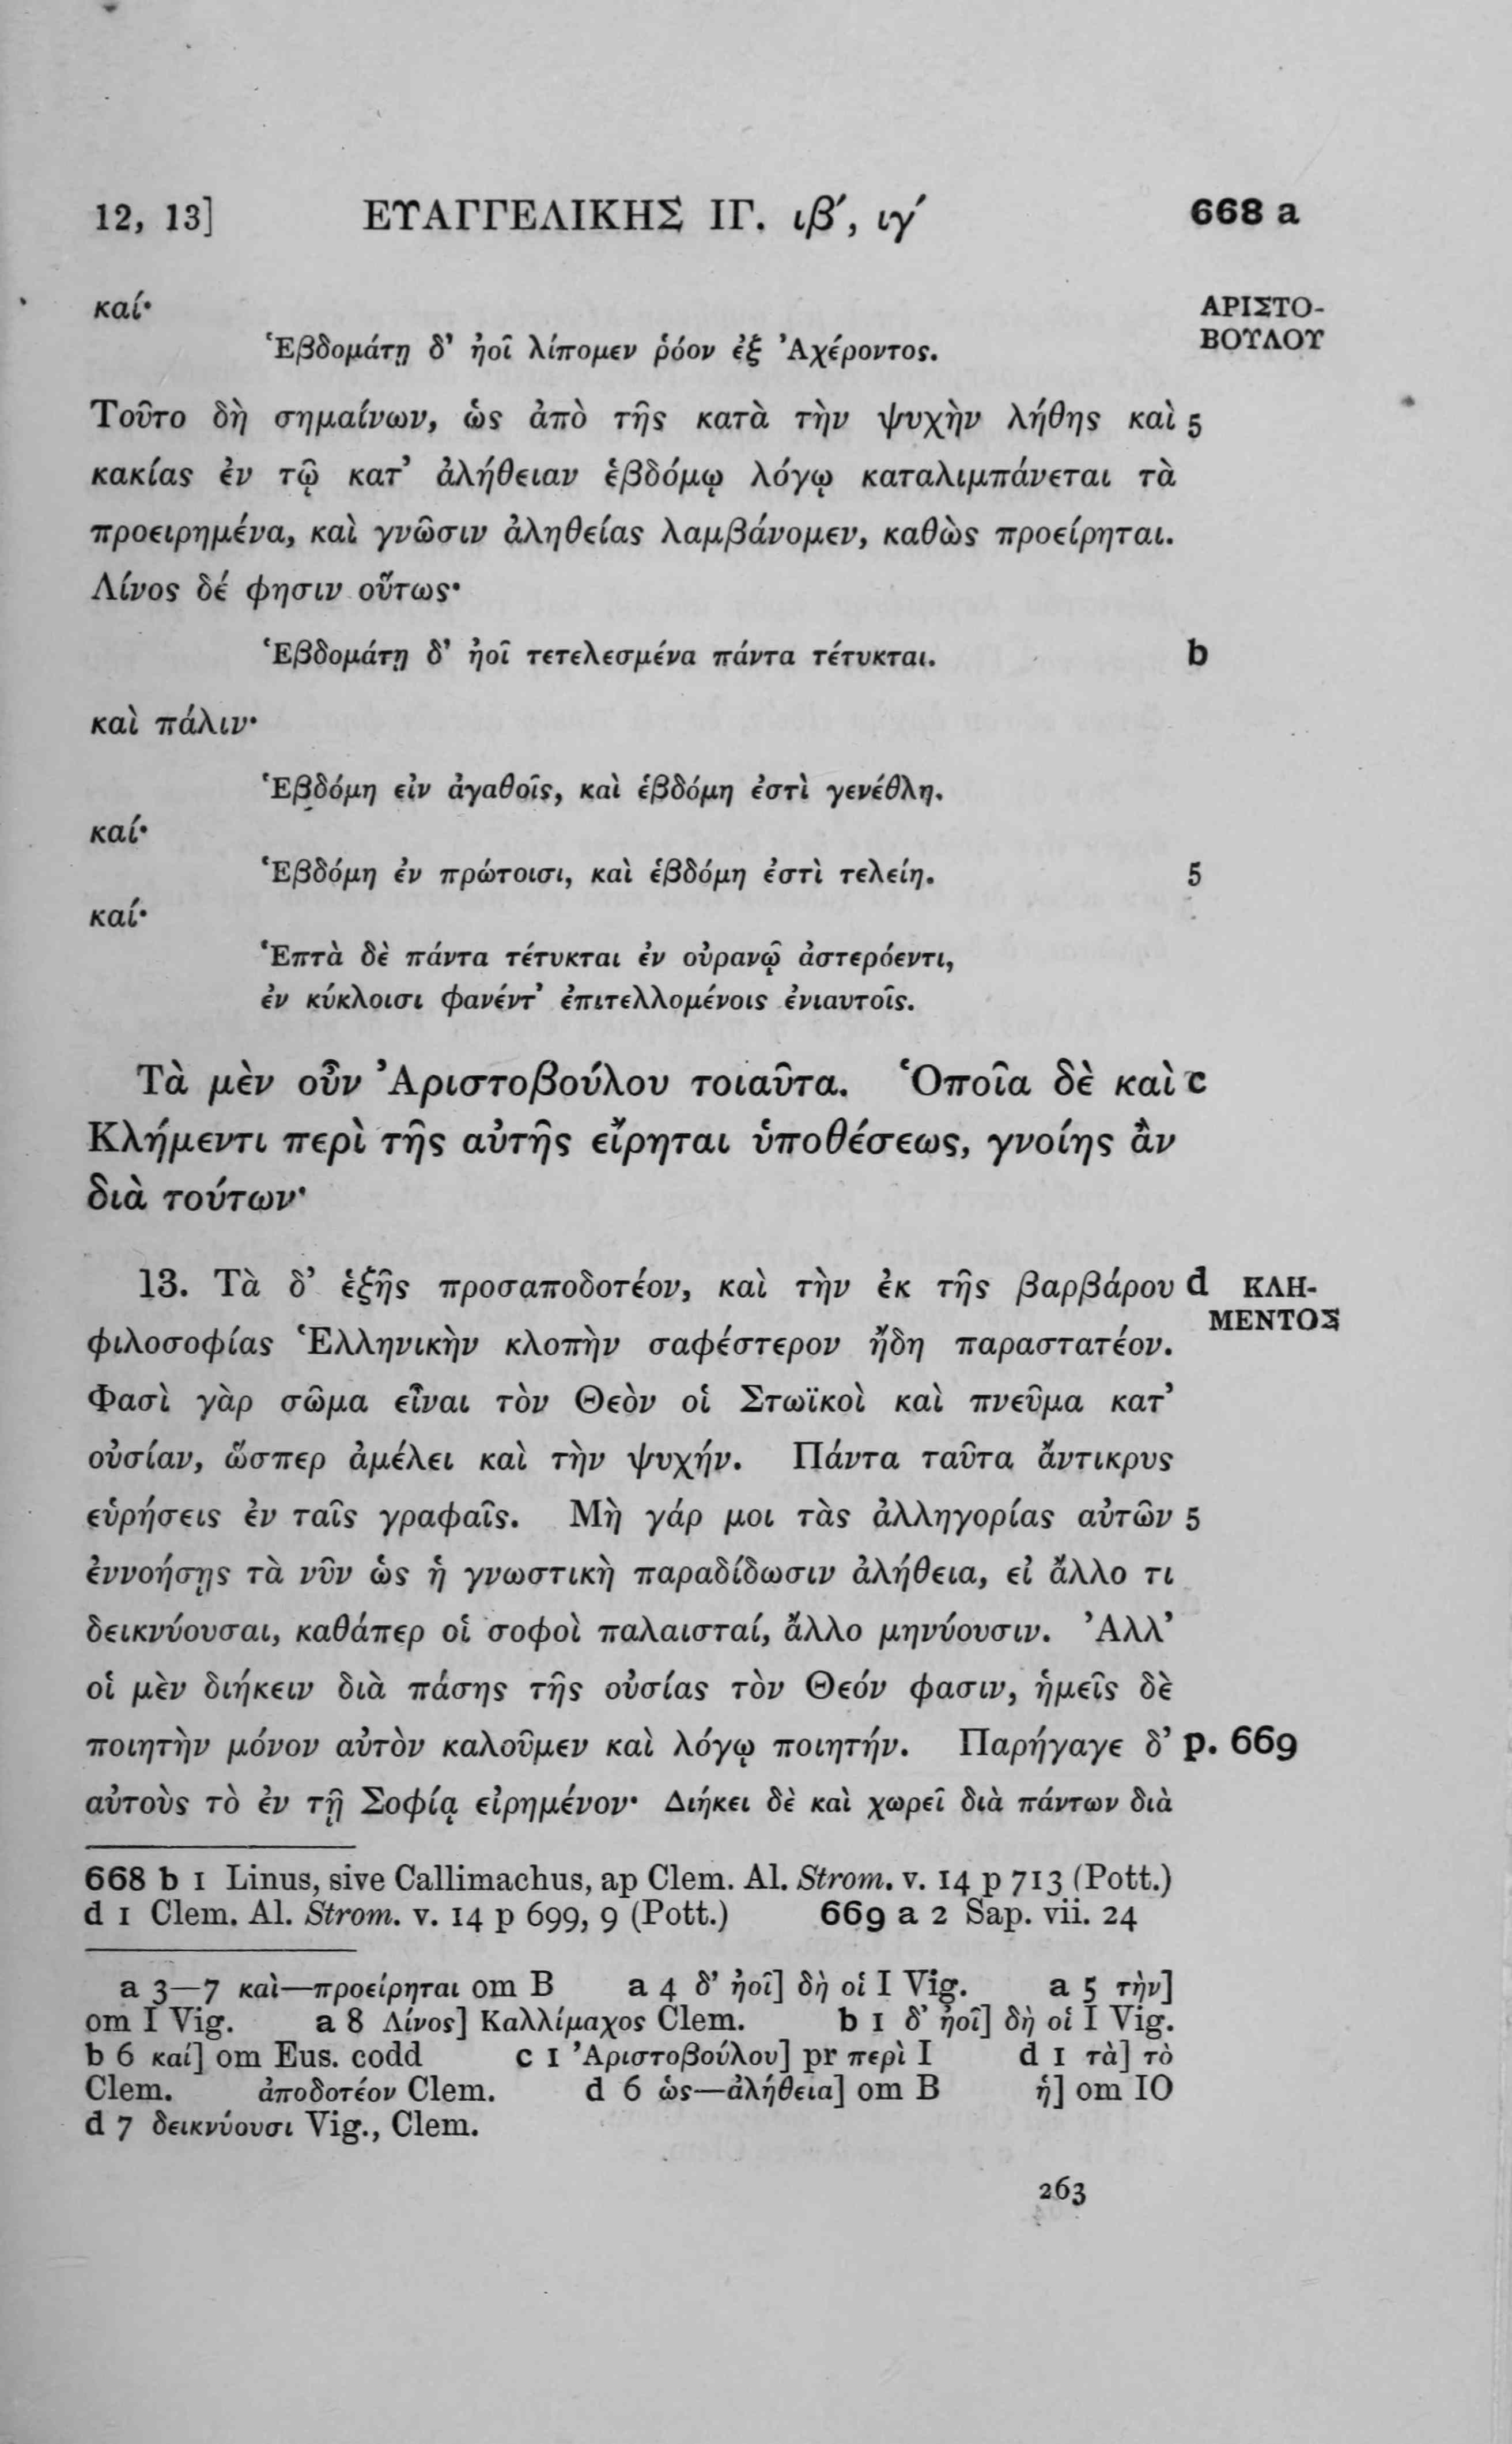 12, 13] ΕΥΑΓΓΕΛΙΚΗΣ ΙΓ. ιβ′, ιγ′ 668 a
καί· ΑΡΙΣΤΟ-
Ἑβδομάτῃ δ’ ἠοῖ λίπομεν ῥόον ἐξ Ἀχέροντος. ΒΟΥΛΟΥ
Τοῦτο δὴ σημαίνων, ὡς ἀπὸ τῆς κατὰ τὴν ψυχὴν λήθης καὶ 5
κακίας ἐν τῷ κατ’ ἀλήθειαν ἑβδόμῳ λόγῳ καταλιμπάνεται τὰ
προειρημένα, καὶ γνῶσιν ἀληθείας λαμβάνομεν, καθὼς προείρηται.
Λίνος δέ φησιν οὕτως·
Ἑβδομάτῃ δ’ ἠοῖ τετελεσμένα πάντα τέτυκται. b
καὶ πάλιν·
Ἑβδόμη εἰν ἀγαθοῖς, καὶ ἑβδόμη ἐστὶ γενέθλη.
καί·
Ἑβδόμη ἐν πρώτοισι, καὶ ἑβδόμη ἐστὶ τελείη. 5
καί·
Ἑπτὰ δὲ πάντα τέτυκται ἐν οὐρανῷ ἀστερόεντι,
ἐν κύκλοισι φανέντ’ ἐπιτελλομένοις ἐνιαυτοῖς.
Τὰ μὲν οὖν Ἀριστοβούλου τοιαῦτα. Ὁποῖα δὲ καὶ c
Κλήμεντι περὶ τῆς αὐτῆς εἴρηται ὑποθέσεως, γνοίης ἂν
διὰ τούτων·
13. Τὰ δ’ ἑξῆς προσαποδοτέον, καὶ τὴν ἐκ τῆς βαρβάρου d ΚΛΗ-
φιλοσοφίας Ἑλληνικὴν κλοπὴν σαφέστερον ἤδη παραστατέον. ΜΕΝΤΟΣ
Φασὶ γὰρ σῶμα εἶναι τὸν Θεὸν οἱ Στωϊκοὶ καὶ πνεῦμα κατ’
οὐσίαν, ὥσπερ ἀμέλει καὶ τὴν ψυχήν. Πάντα ταῦτα ἄντικρυς
εὑρήσεις ἐν ταῖς γραφαῖς. Μὴ γάρ μοι τὰς ἀλληγορίας αὐτῶν 5
ἐννοήσῃς τὰ νῦν ὡς ἡ γνωστικὴ παραδίδωσιν ἀλήθεια, εἰ ἄλλο τι
δεικνύουσαι, καθάπερ οἱ σοφοὶ παλαισταί, ἄλλο μηνύουσιν. Ἀλλ’
οἱ μὲν διήκειν διὰ πάσης τῆς οὐσίας τὸν Θεόν φασιν, ἡμεῖς δὲ
ποιητὴν μόνον αὐτὸν καλοῦμεν καὶ λόγῳ ποιητήν. Παρήγαγε δ’ p. 669
αὐτοὺς τὸ ἐν τῇ Σοφίᾳ εἰρημένον· Διήκει δὲ καὶ χωρεῖ διὰ πάντων διὰ
668 b 1 Linus, sive Callimachus, ap Clem. Al. Strom. v. 14 p 713 (Pott.)
d 1 Clem. Al. Strom. v. 14 p 699, 9 (Pott.) 669 a 2 Sap. vii. 24
a 3—7 καὶ—προείρηται om B a 4 δ’ ἠοῖ] δὴ οἱ I Vig. a 5 τὴν]
om I Vig. a 8 Λίνος] Καλλίμαχος Clem. b 1 δ’ ἠοῖ] δὴ οἱ I Vig.
b 6 καί] om Eus. codd c 1 Ἀριστοβούλου] pr περὶ I d 1 τὰ] τὸ
Clem. ἀποδοτέον Clem. d 6 ὡς—ἀλήθεια] om B ἡ] om IO
d 7 δεικνύουσι Vig., Clem.
263